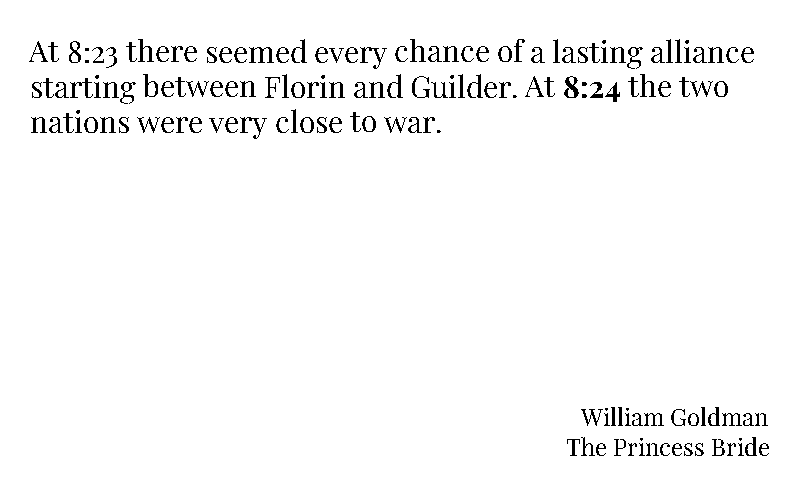 At 8:23 there seemed every chance of a lasting alliance
starting between Florin and Guilder. At 8:24 the two
nations were very close to war.
William Goldman
The Princess Bride